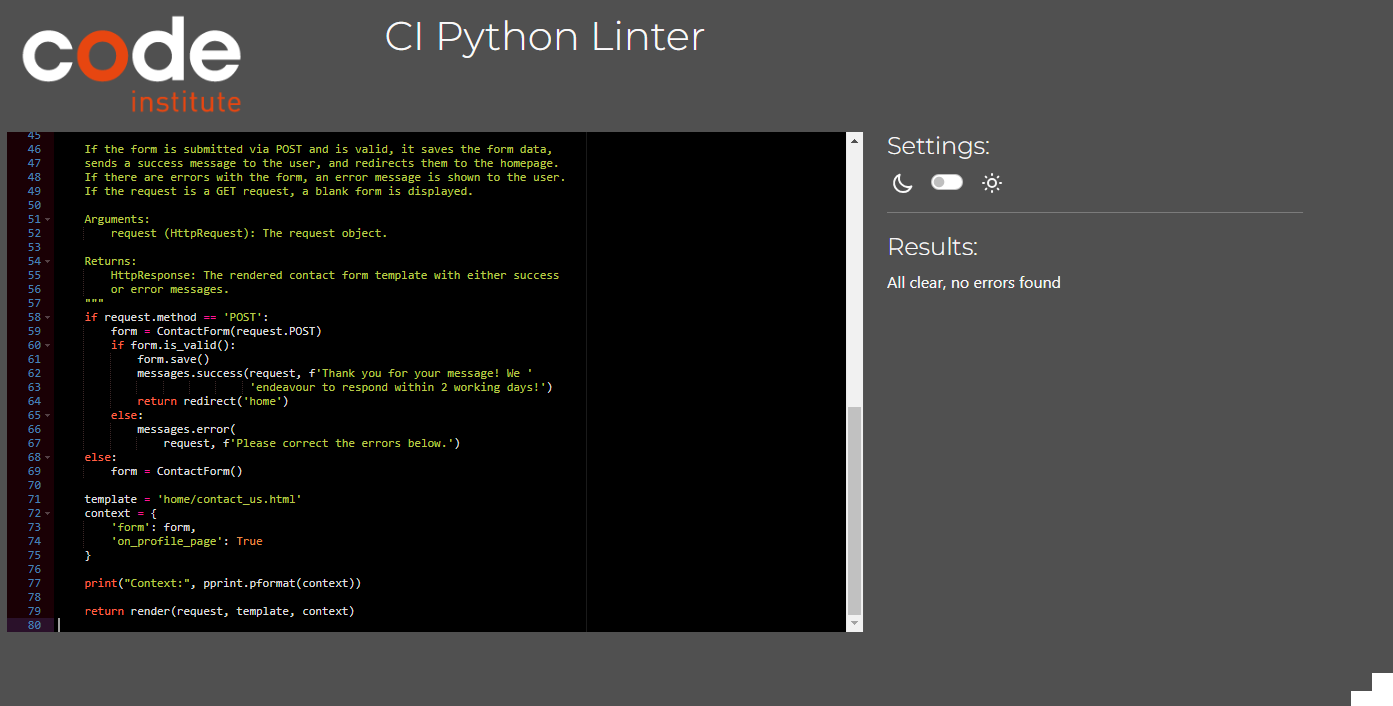 code
institute
CI Python Linter
45
46 If the form is submitted via POST and is valid, it saves the form data,
47 sends a success message to the user, and redirects them to the homepage.
48 If there are errors with the form, an error message is shown to the user.
49 If the request is a GET request, a blank form is displayed.
50
51 Arguments:
52 request (HttpRequest): The request object.
53
54 Returns:
55 HttpResponse: The rendered contact form template with either success
56 or error messages.
57 """
58 if request.method == 'POST':
59 form = ContactForm(request.POST)
60 if form.is_valid():
61 form.save()
62 messages.success(request, f'Thank you for your message! We '
63 'endeavour to respond within 2 working days!')
64 return redirect('home')
65 else:
66 messages.error(
67 request, f'Please correct the errors below.')
68 else:
69 form = ContactForm()
70
71 template = 'home/contact_us.html'
72 context = {
73 'form': form,
74 'on_profile_page': True
75 }
76
77 print("Context:", pprint.pformat(context))
78
79 return render(request, template, context)
80
Settings:
Results:
All clear, no errors found